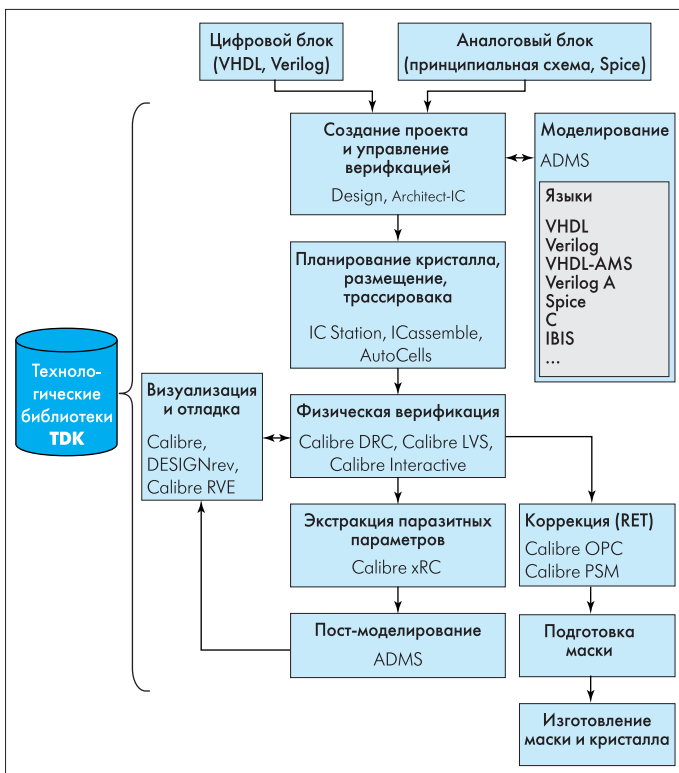 Цифровой блок
(VHDL, Verilog)
Аналоговый блок
(принципиальная схема, Spice)
Создание проекта
и управление
верифкацией
Design, Architect-IC
Моделирование
ADMS
Языки
VHDL
Verilog
VHDL-AMS
Verilog A
Spice
C
IBIS
...
Планирование кристалла,
размещение,
трассировака
IC Station, ICassemble,
AutoCells
Техноло-
гические
библиотеки
TDK
Визуализация
и отладка
Calibre,
DESIGNrev,
Calibre RVE
Физическая верификация
Calibre DRC, Calibre LVS,
Calibre Interactive
Экстракция паразитных
параметров
Calibre xRC
Коррекция (RET)
Calibre OPC
Calibre PSM
Пост-моделирование
ADMS
Подготовка
маски
Изготовление
маски и кристалла